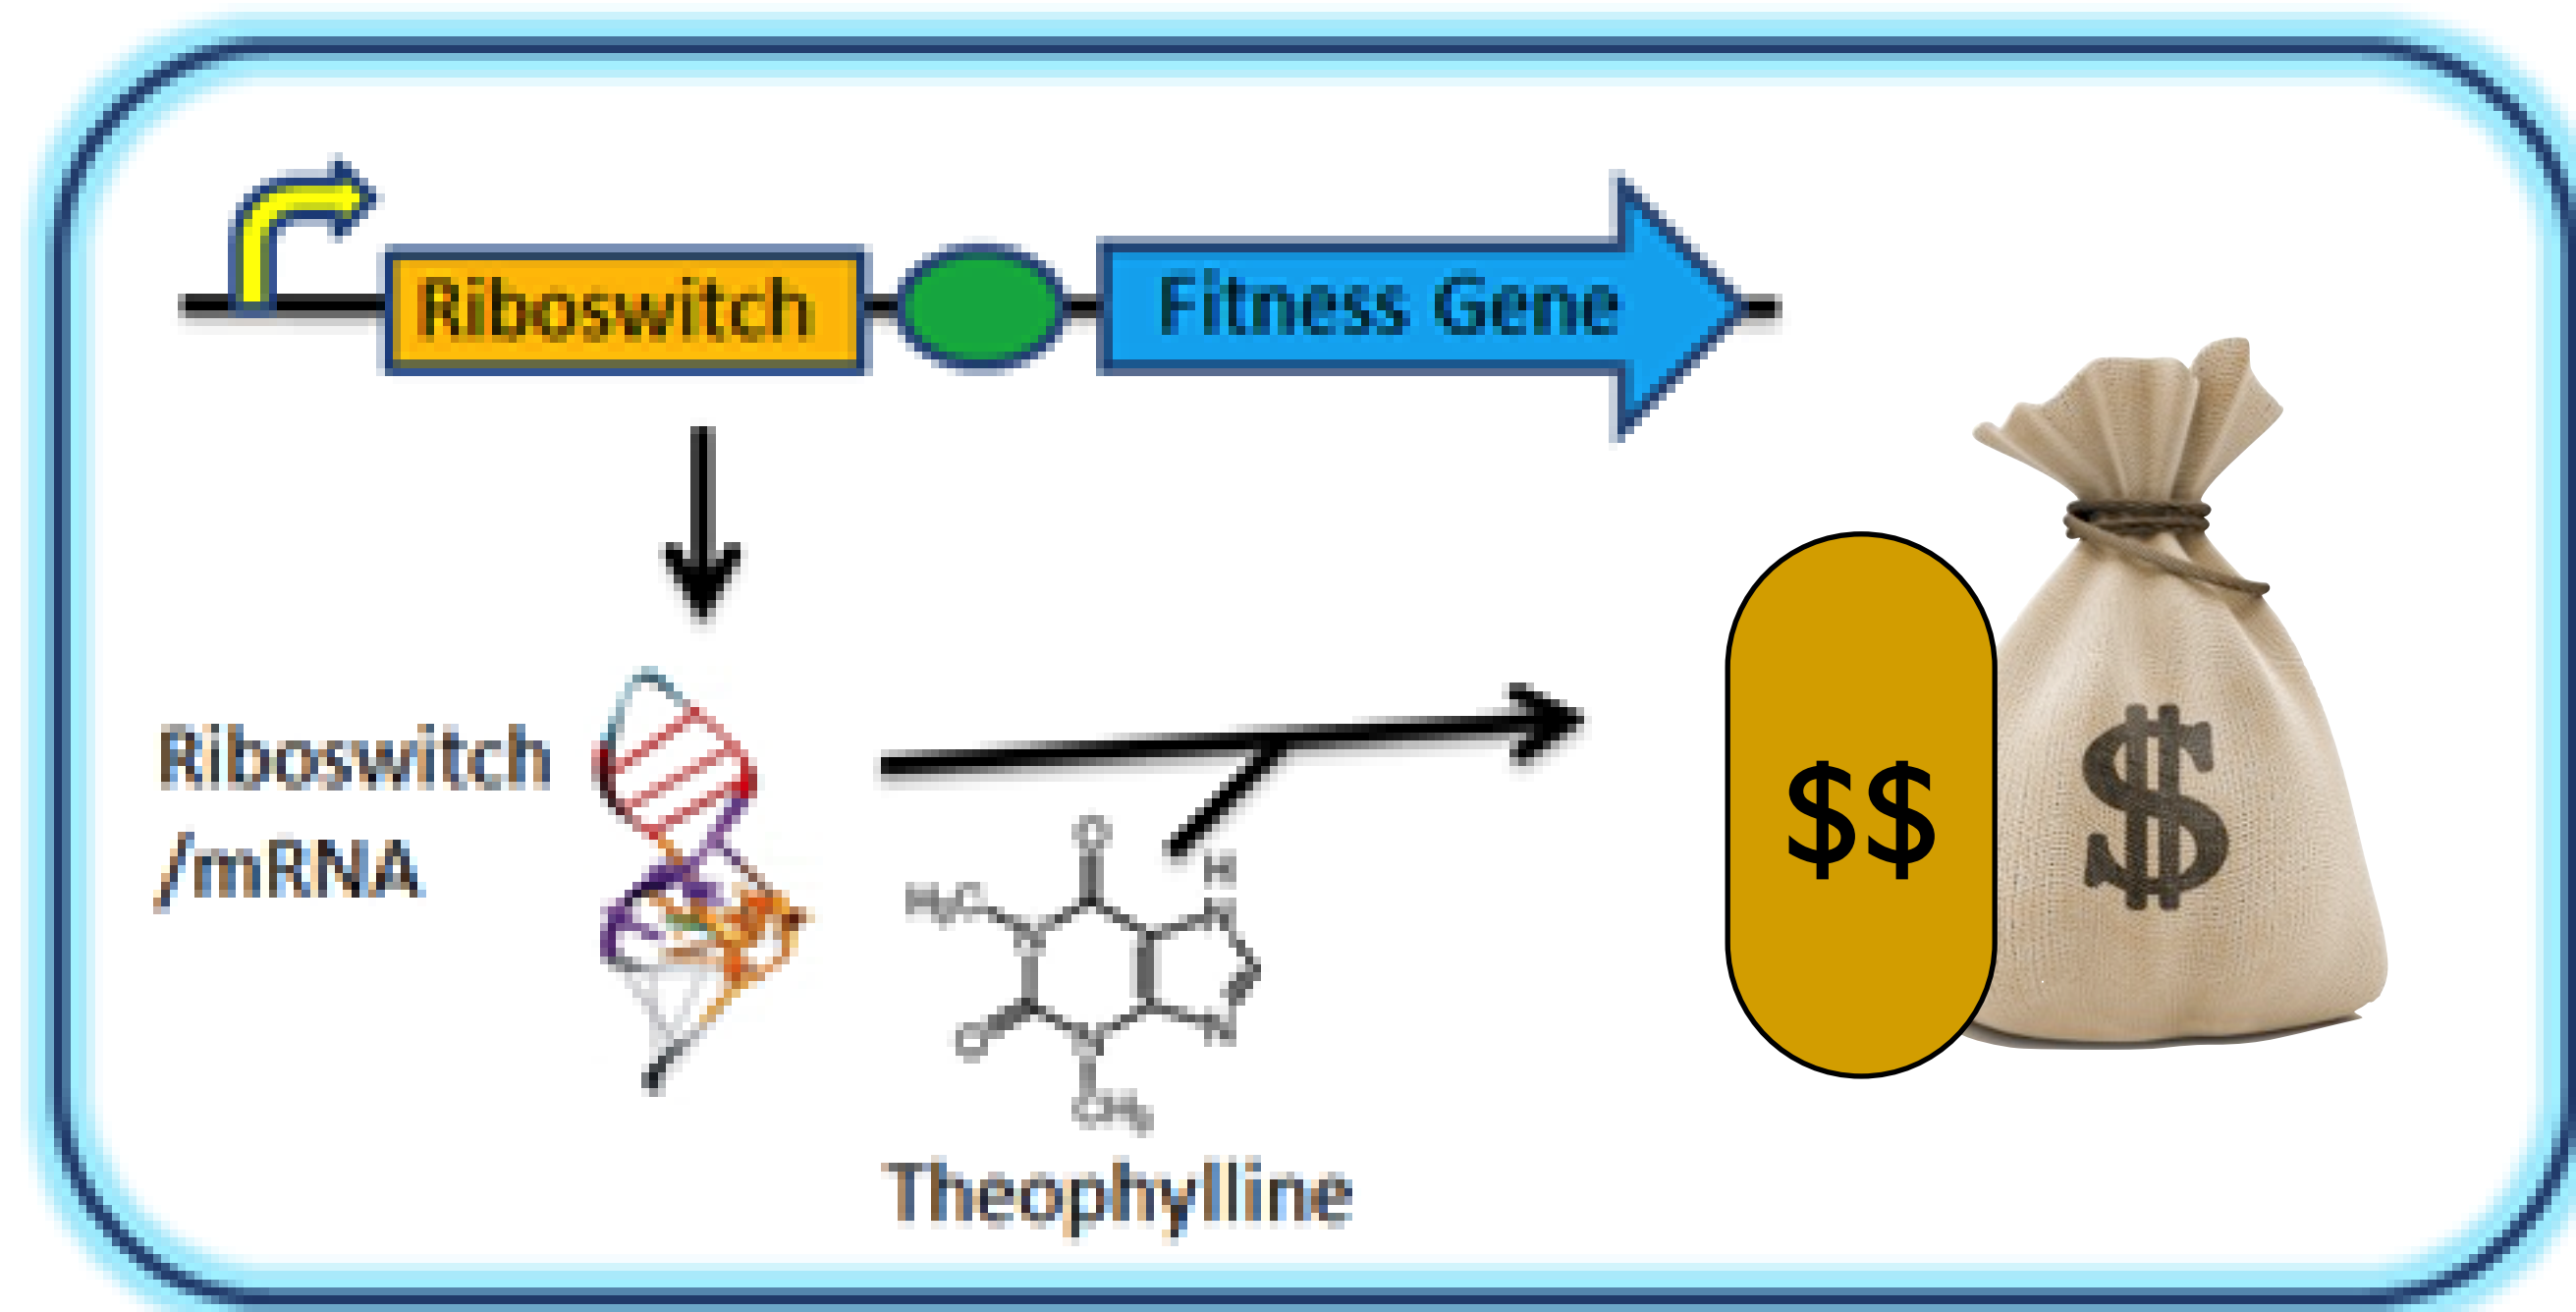 Riboswitch
Fitness Gene
Riboswitch
/mRNA
$$
$
O
H
H₃C
N
N
O
N
N
CH₃
Theophylline